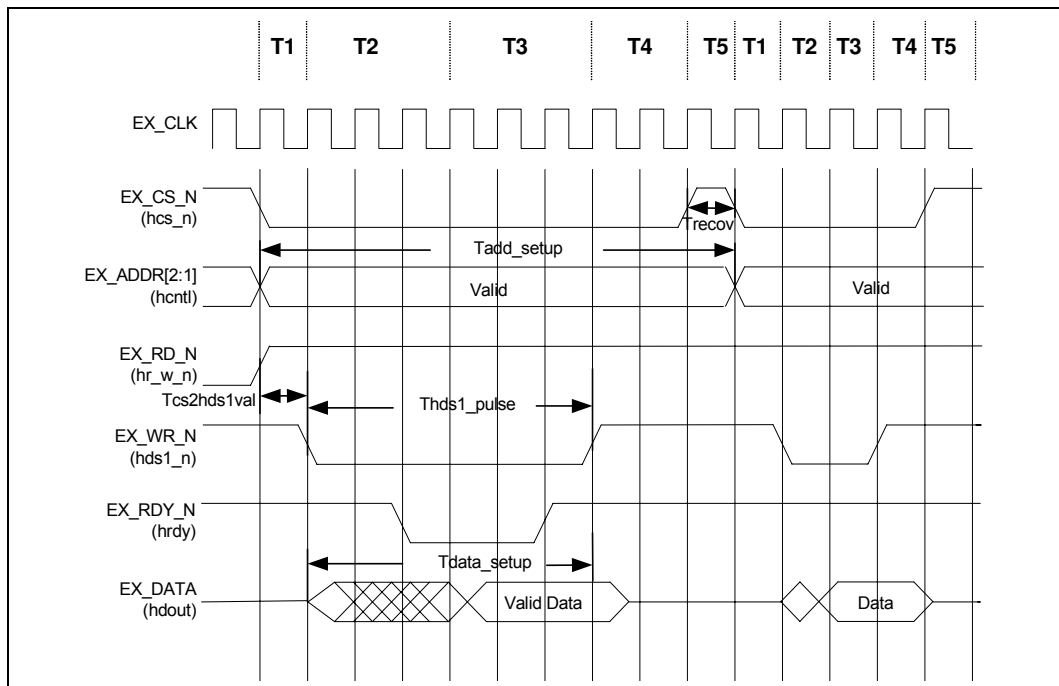 T1 T2 T3 T4 T5 T1 T2 T3 T4 T5
EX_CLK
EX_CS_N
(hcs_n)
Trecov
Tadd_setup
EX_ADDR[2:1]
(hcntl)
Valid Valid
EX_RD_N
(hr_w_n)
Tcs2hds1val
Thds1_pulse
EX_WR_N
(hds1_n)
EX_RDY_N
(hrdy)
Tdata_setup
EX_DATA
(hdout)
Valid Data Data